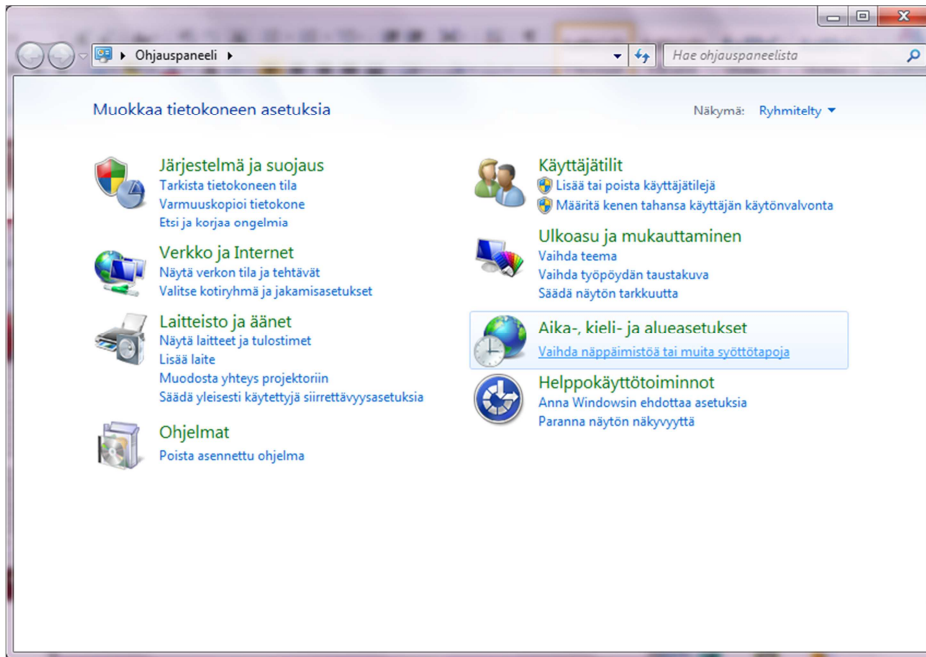 Ohjauspaneeli
Hae ohjauspaneelista
Muokkaa tietokoneen asetuksia
Näkymä: Ryhmitelty
Järjestelmä ja suojaus
Tarkista tietokoneen tila
Varmuuskopioi tietokone
Etsi ja korjaa ongelmia
Verkko ja Internet
Näytä verkon tila ja tehtävät
Valitse kotiryhmä ja jakamisasetukset
Laitteisto ja äänet
Näytä laitteet ja tulostimet
Lisää laite
Muodosta yhteys projektoriin
Säädä yleisesti käytettyjä siirrettävyysasetuksia
Ohjelmat
Poista asennettu ohjelma
Käyttäjätilit
Lisää tai poista käyttäjätilejä
Määritä kenen tahansa käyttäjän käytönvalvonta
Ulkoasu ja mukauttaminen
Vaihda teema
Vaihda työpöydän taustakuva
Säädä näytön tarkkuutta
Aika-, kieli- ja alueasetukset
Vaihda näppäimistöä tai muita syöttötapoja
Helppokäyttötoiminnot
Anna Windowsin ehdottaa asetuksia
Paranna näytön näkyvyyttä